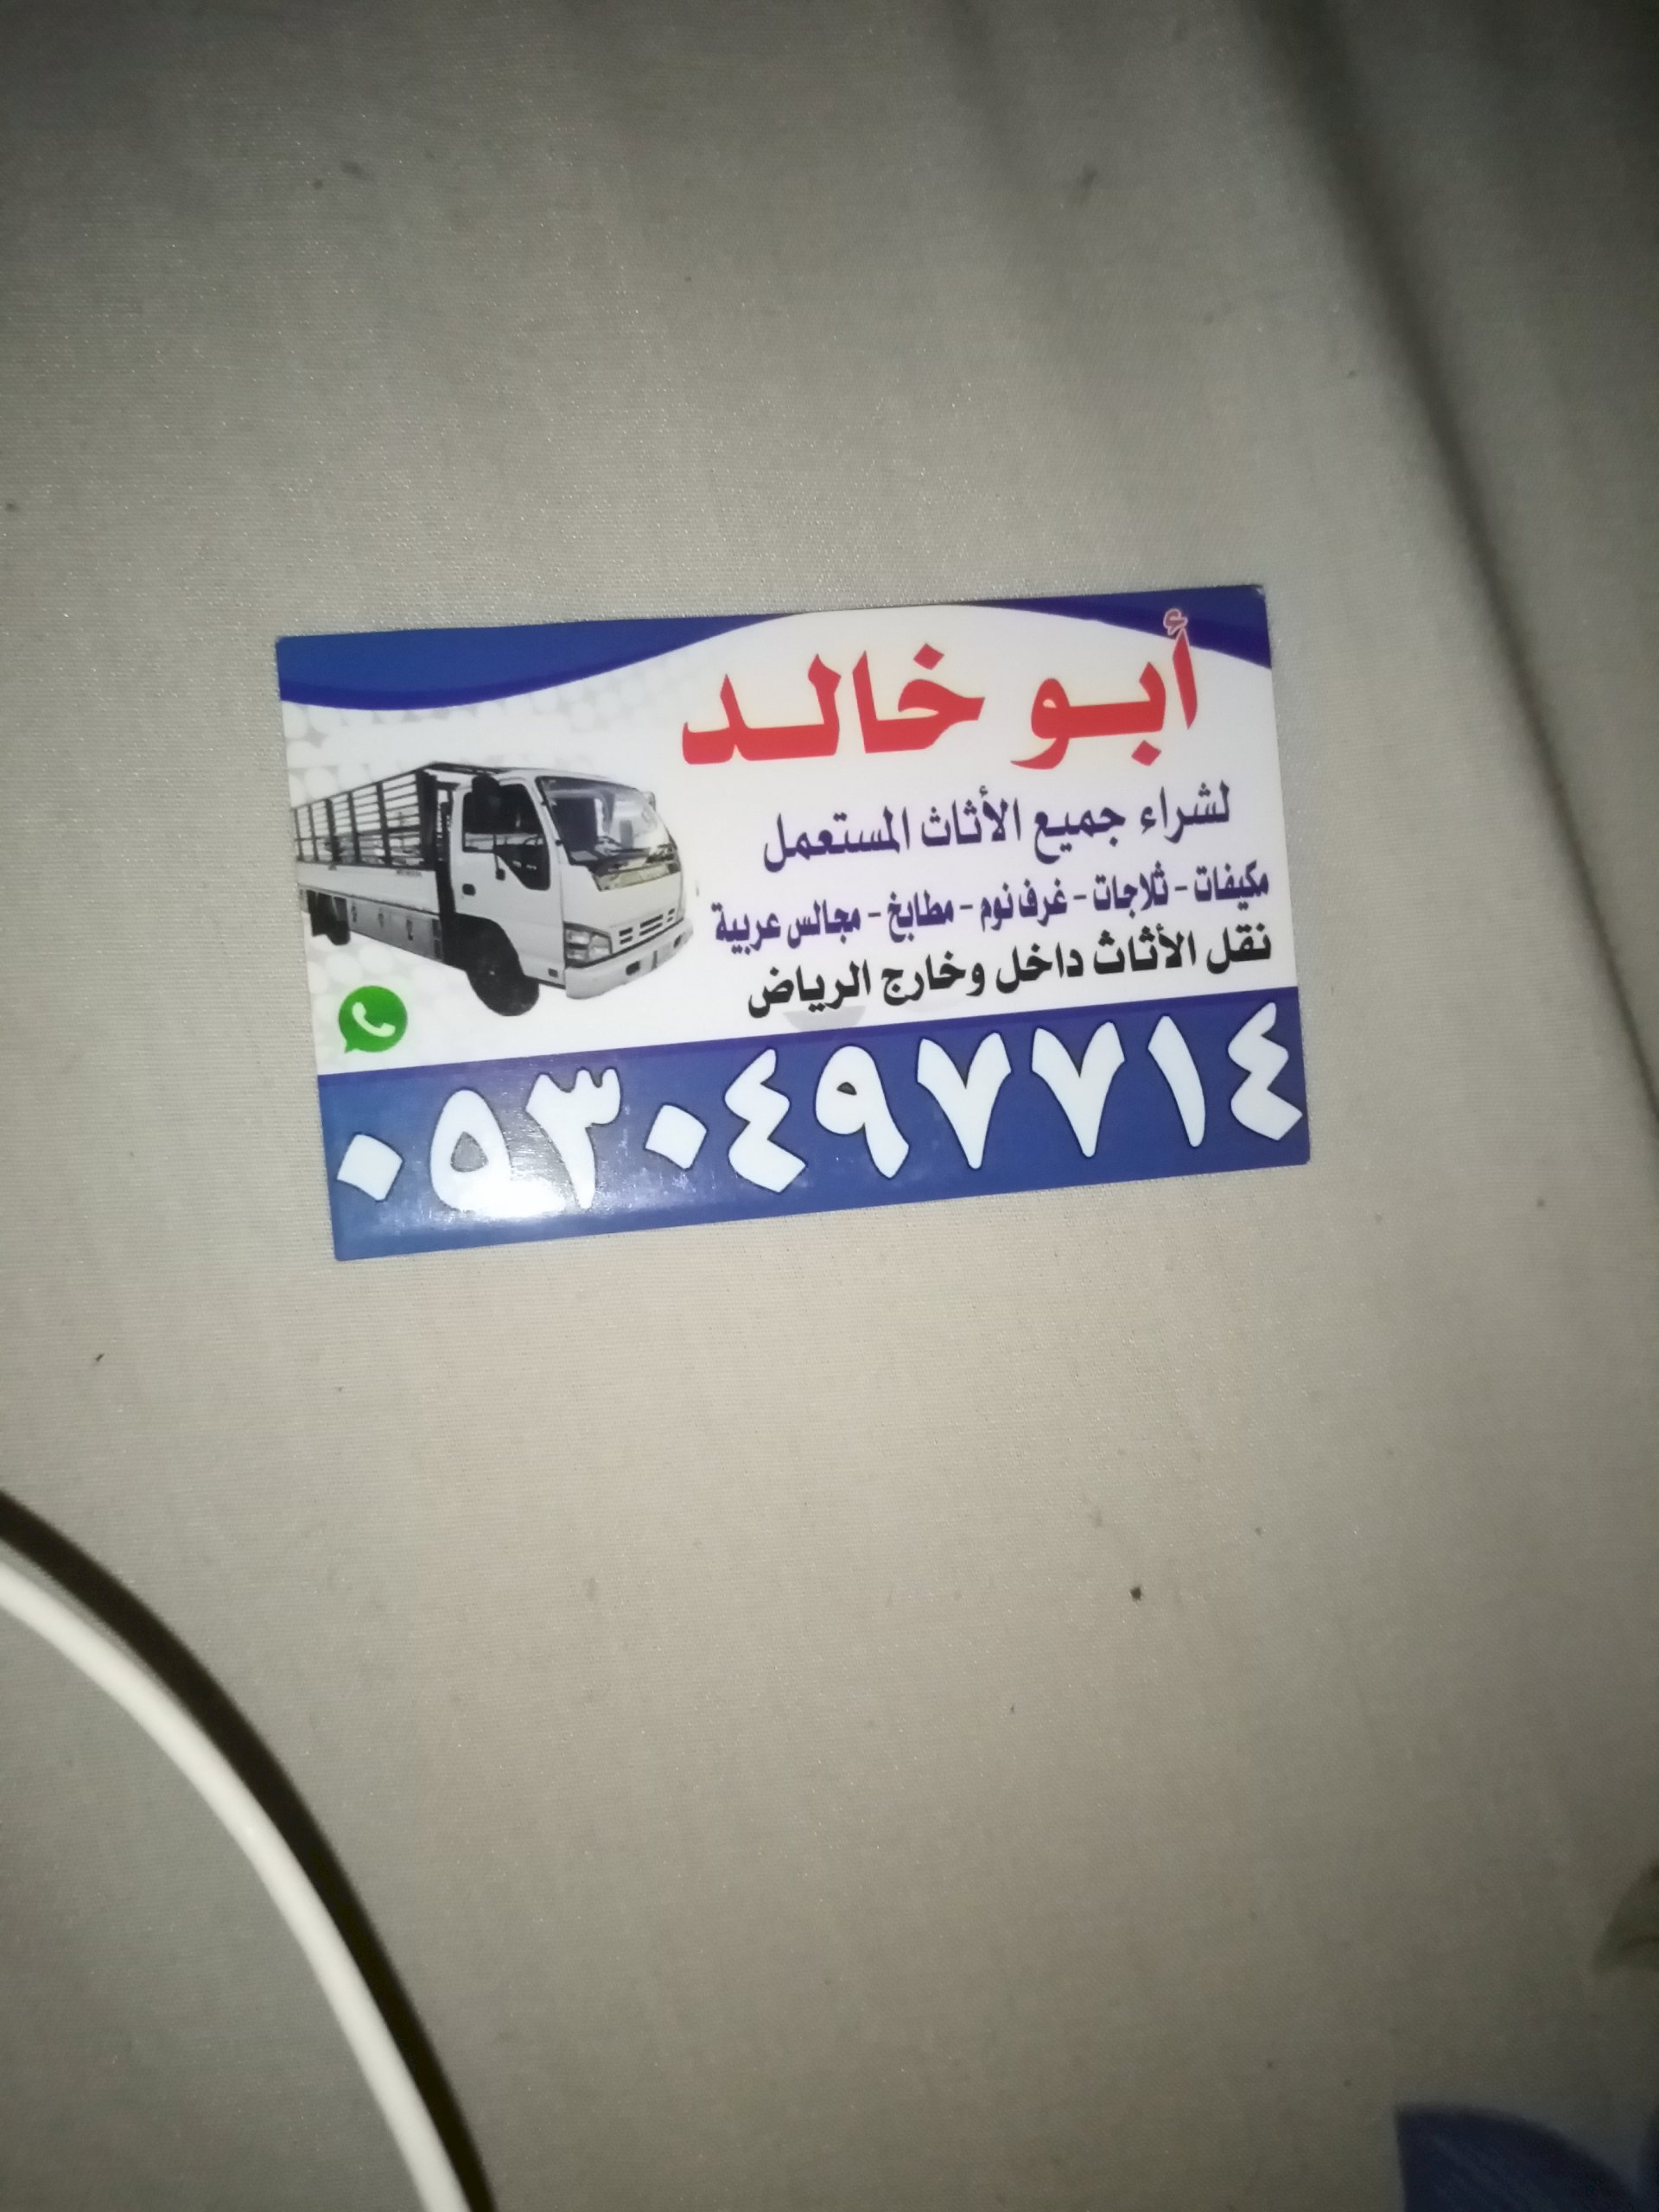 أبو خالد
لشراء جميع الأثاث المستعمل
مكيفات - ثلاجات - غرف نوم - مطابخ - مجالس عربية
نقل الأثاث داخل وخارج الرياض
٠٥٣٠٤٩٧٧١٤